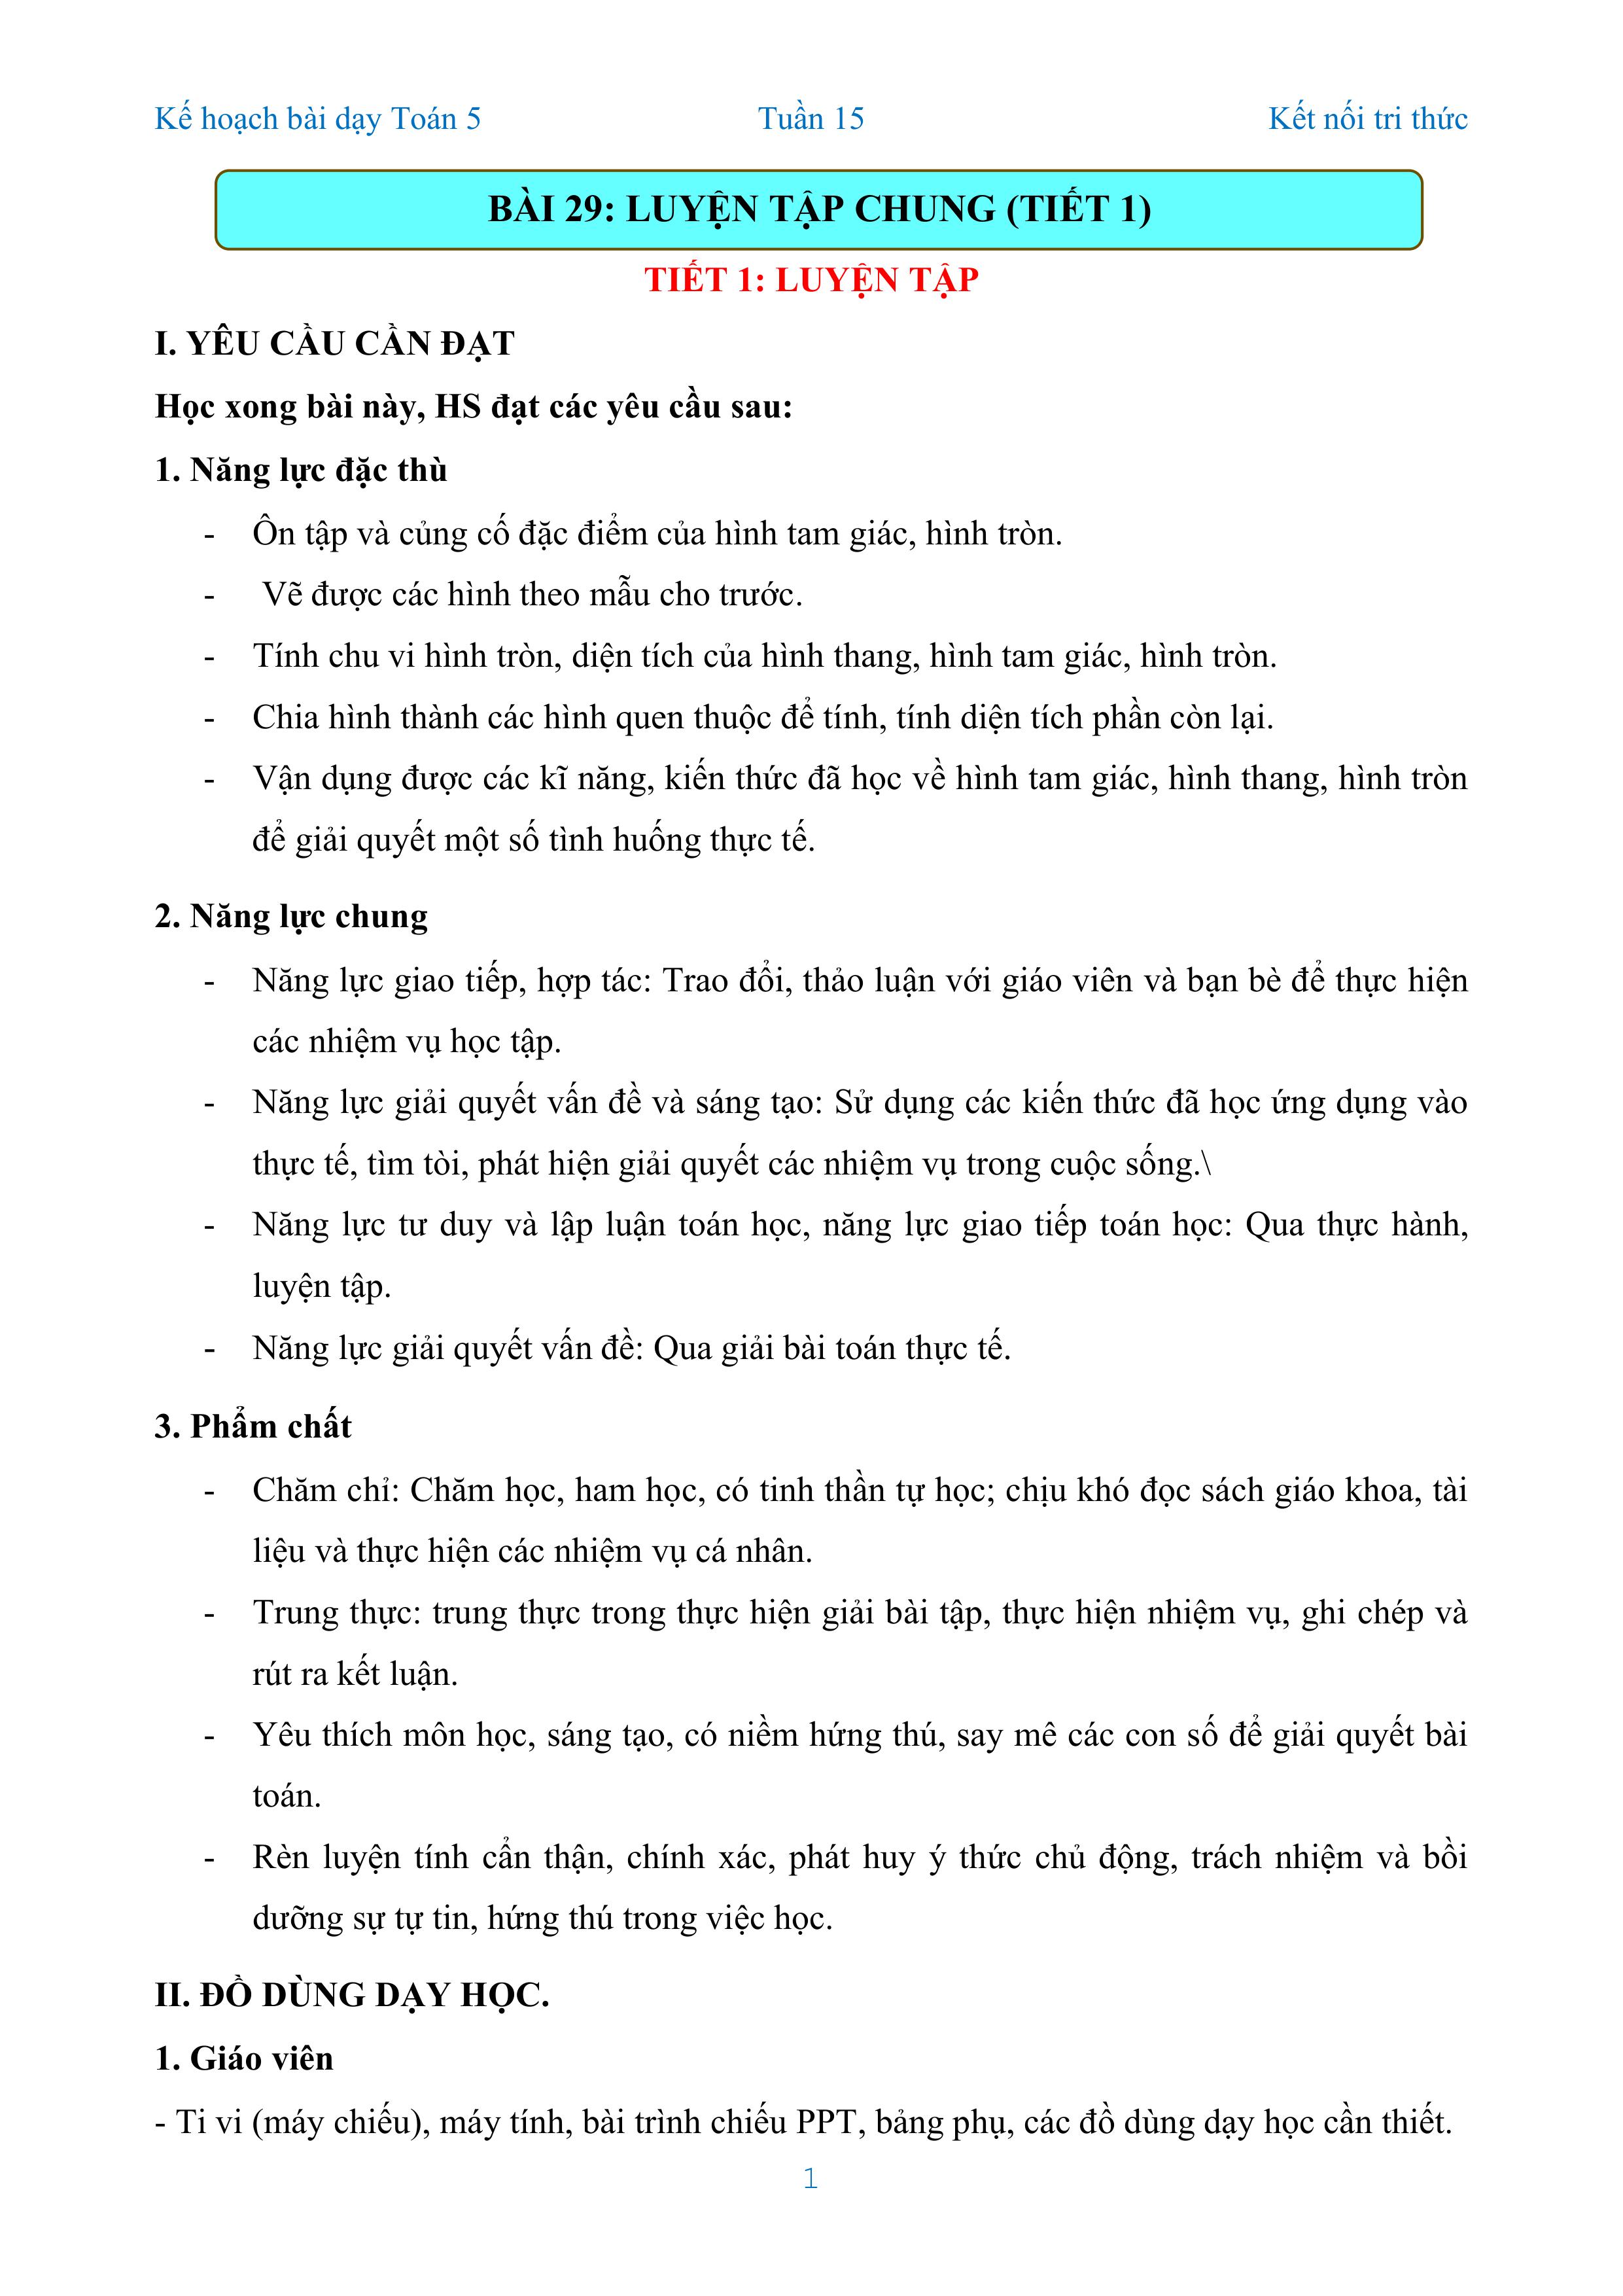 Kế hoạch bài dạy Toán 5 Tuần 15 Kết nối tri thức
BÀI 29: LUYỆN TẬP CHUNG (TIẾT 1)
TIẾT 1: LUYỆN TẬP
I. YÊU CẦU CẦN ĐẠT
Học xong bài này, HS đạt các yêu cầu sau:
1. Năng lực đặc thù
- Ôn tập và củng cố đặc điểm của hình tam giác, hình tròn.
- Vẽ được các hình theo mẫu cho trước.
- Tính chu vi hình tròn, diện tích của hình thang, hình tam giác, hình tròn.
- Chia hình thành các hình quen thuộc để tính, tính diện tích phần còn lại.
- Vận dụng được các kĩ năng, kiến thức đã học về hình tam giác, hình thang, hình tròn
để giải quyết một số tình huống thực tế.
2. Năng lực chung
- Năng lực giao tiếp, hợp tác: Trao đổi, thảo luận với giáo viên và bạn bè để thực hiện
các nhiệm vụ học tập.
- Năng lực giải quyết vấn đề và sáng tạo: Sử dụng các kiến thức đã học ứng dụng vào
thực tế, tìm tòi, phát hiện giải quyết các nhiệm vụ trong cuộc sống.\
- Năng lực tư duy và lập luận toán học, năng lực giao tiếp toán học: Qua thực hành,
luyện tập.
- Năng lực giải quyết vấn đề: Qua giải bài toán thực tế.
3. Phẩm chất
- Chăm chỉ: Chăm học, ham học, có tinh thần tự học; chịu khó đọc sách giáo khoa, tài
liệu và thực hiện các nhiệm vụ cá nhân.
- Trung thực: trung thực trong thực hiện giải bài tập, thực hiện nhiệm vụ, ghi chép và
rút ra kết luận.
- Yêu thích môn học, sáng tạo, có niềm hứng thú, say mê các con số để giải quyết bài
toán.
- Rèn luyện tính cẩn thận, chính xác, phát huy ý thức chủ động, trách nhiệm và bồi
dưỡng sự tự tin, hứng thú trong việc học.
II. ĐỒ DÙNG DẠY HỌC.
1. Giáo viên
- Ti vi (máy chiếu), máy tính, bài trình chiếu PPT, bảng phụ, các đồ dùng dạy học cần thiết.
1